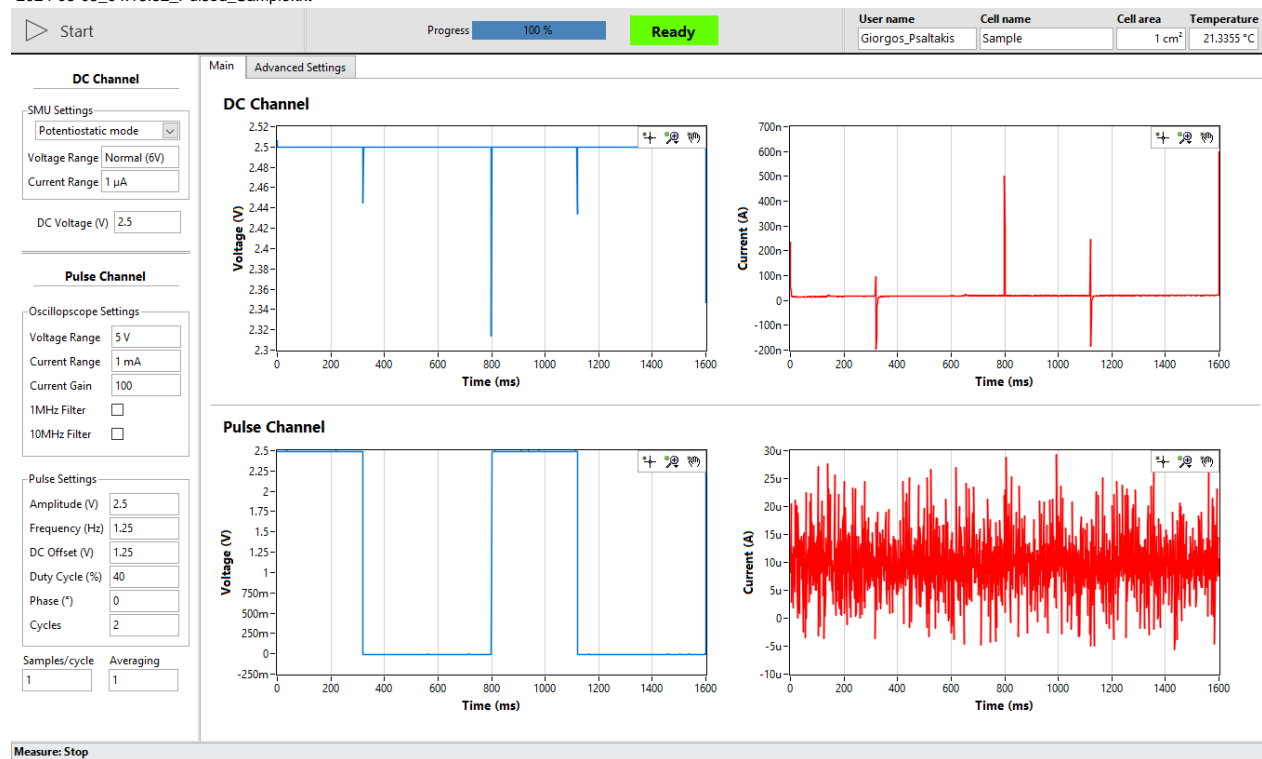 Start
Progress
100 %
Ready
User name
Cell name
Cell area
Temperature
Giorgos_Psaltakis
Sample
1 cm²
21.3355 °C
DC Channel
SMU Settings
Potentiostatic mode
Voltage Range Normal (6V)
Current Range 1 µA
DC Voltage (V) 2.5
Pulse Channel
Oscillopscope Settings
Voltage Range 5 V
Current Range 1 mA
Current Gain 100
1MHz Filter
10MHz Filter
Pulse Settings
Amplitude (V) 2.5
Frequency (Hz) 1.25
DC Offset (V) 1.25
Duty Cycle (%) 40
Phase (°) 0
Cycles 2
Samples/cycle Averaging
1 1
Main Advanced Settings
DC Channel
Voltage (V)
2.52
2.5
2.48
2.46
2.44
2.42
2.4
2.38
2.36
2.34
2.32
2.3
0 200 400 600 800 1000 1200 1400 1600
Time (ms)
Current (A)
700n
600n
500n
400n
300n
200n
100n
0
-100n
-200n
0 200 400 600 800 1000 1200 1400 1600
Time (ms)
Pulse Channel
Voltage (V)
2.5
2.25
2
1.75
1.5
1.25
1
750m
500m
250m
0
-250m
0 200 400 600 800 1000 1200 1400 1600
Time (ms)
Current (A)
30u
25u
20u
15u
10u
5u
0
-5u
-10u
0 200 400 600 800 1000 1200 1400 1600
Time (ms)
Measure: Stop